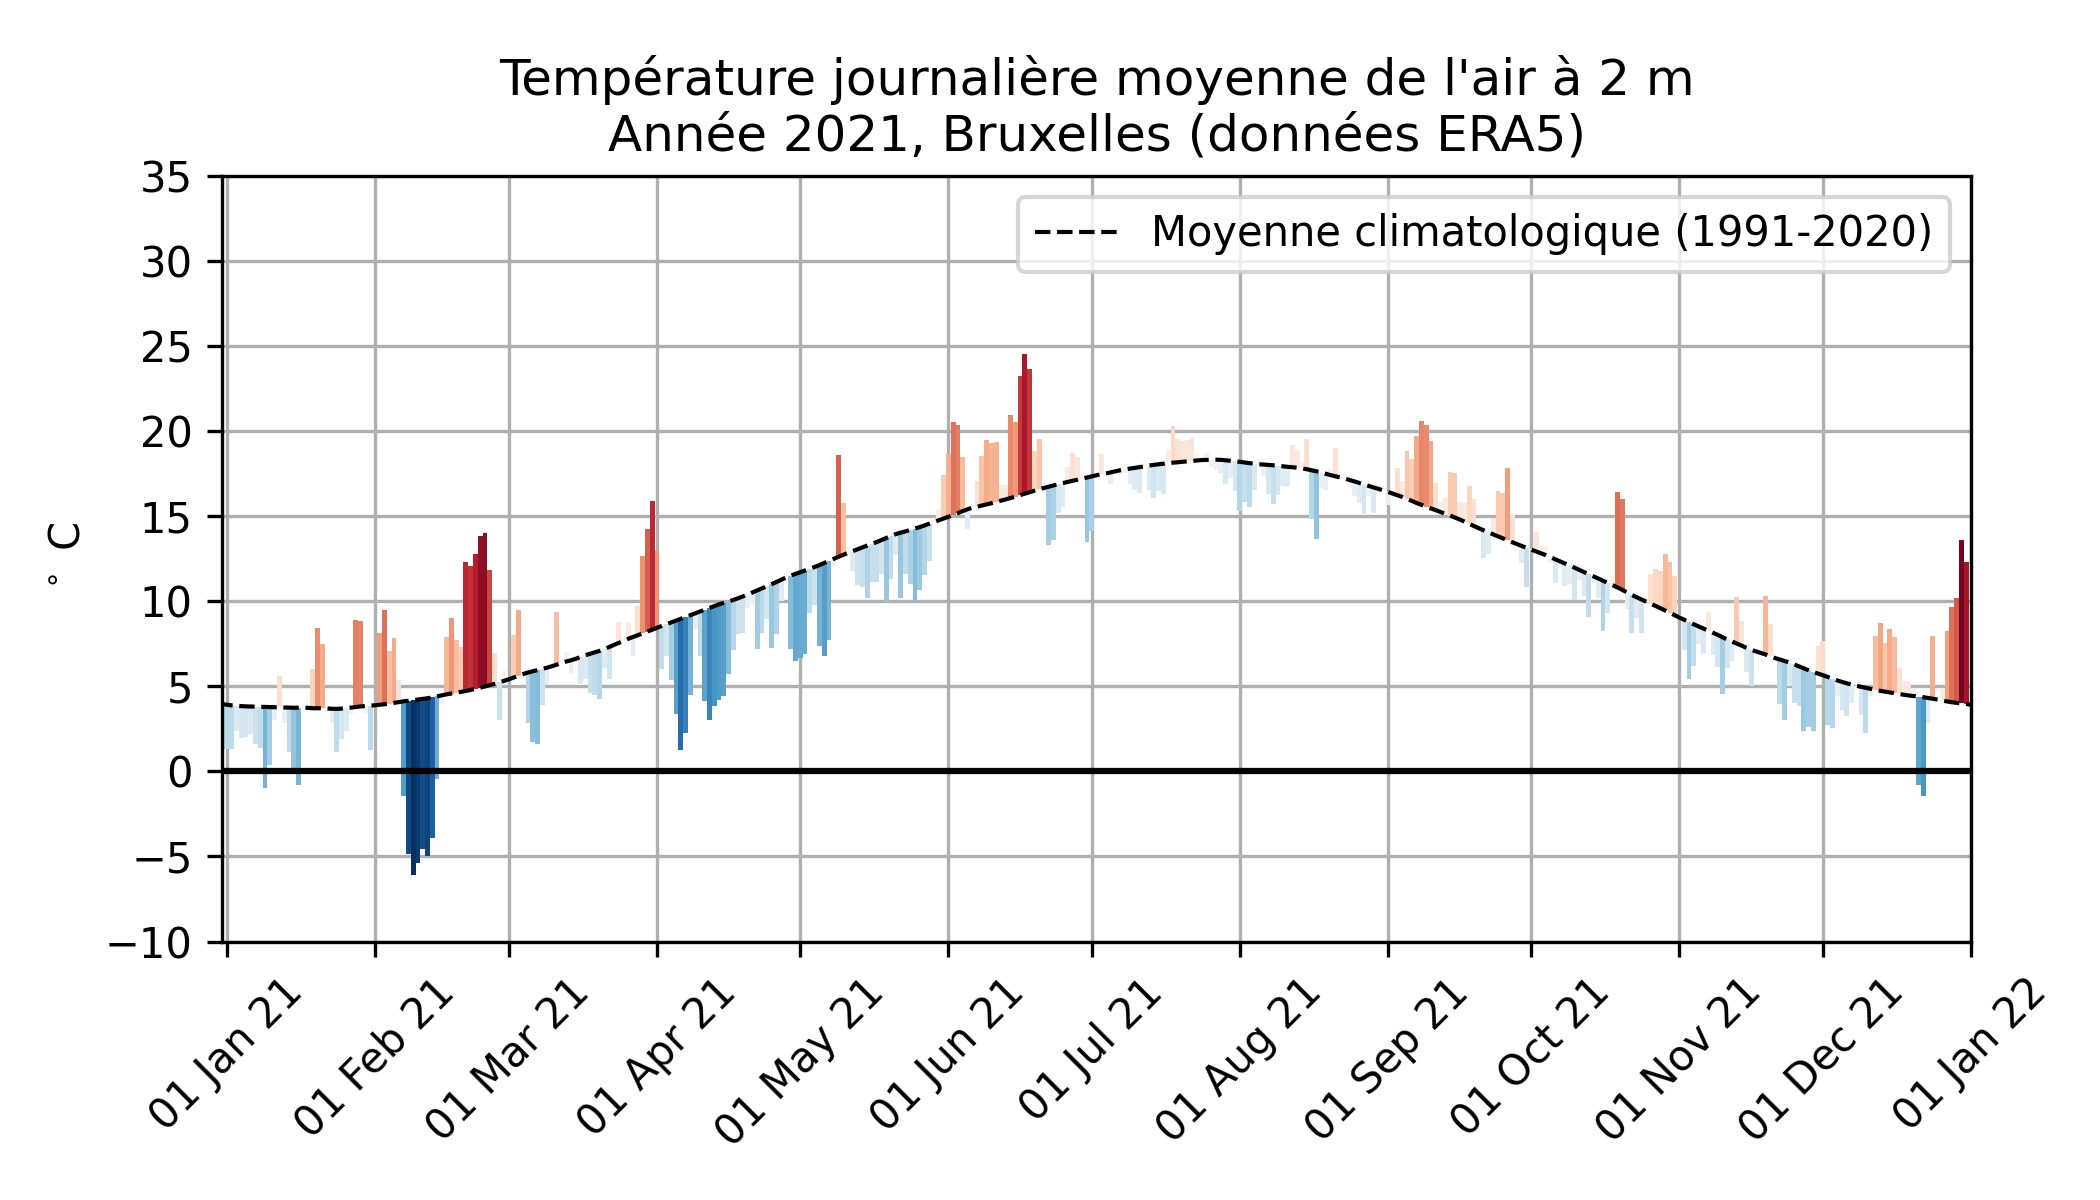 Température journalière moyenne de l'air à 2 m
Année 2021, Bruxelles (données ERA5)
Moyenne climatologique (1991-2020)
35
30
25
20
15
10
5
0
−5
−10
° C
01 Jan 21
01 Feb 21
01 Mar 21
01 Apr 21
01 May 21
01 Jun 21
01 Jul 21
01 Aug 21
01 Sep 21
01 Oct 21
01 Nov 21
01 Dec 21
01 Jan 22